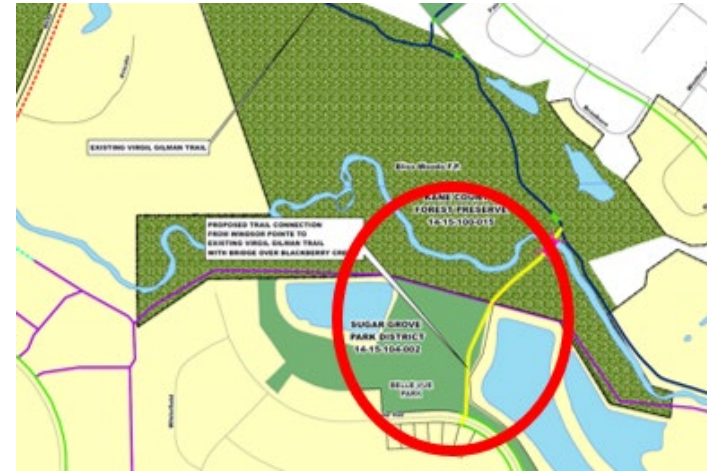 EXISTING VIRGIL GILMAN TRAIL
Bliss Woods F.P.
KANE COUNTY
FOREST PRESERVE
14-15-100-015
PROPOSED TRAIL CONNECTION
FROM WINDSOR POINTE TO
EXISTING VIRGIL GILMAN TRAIL
WITH BRIDGE OVER BLACKBERRY CRE
SUGAR GROVE
PARK DISTRICT
14-15-104-002
BELLE VUE
PARK